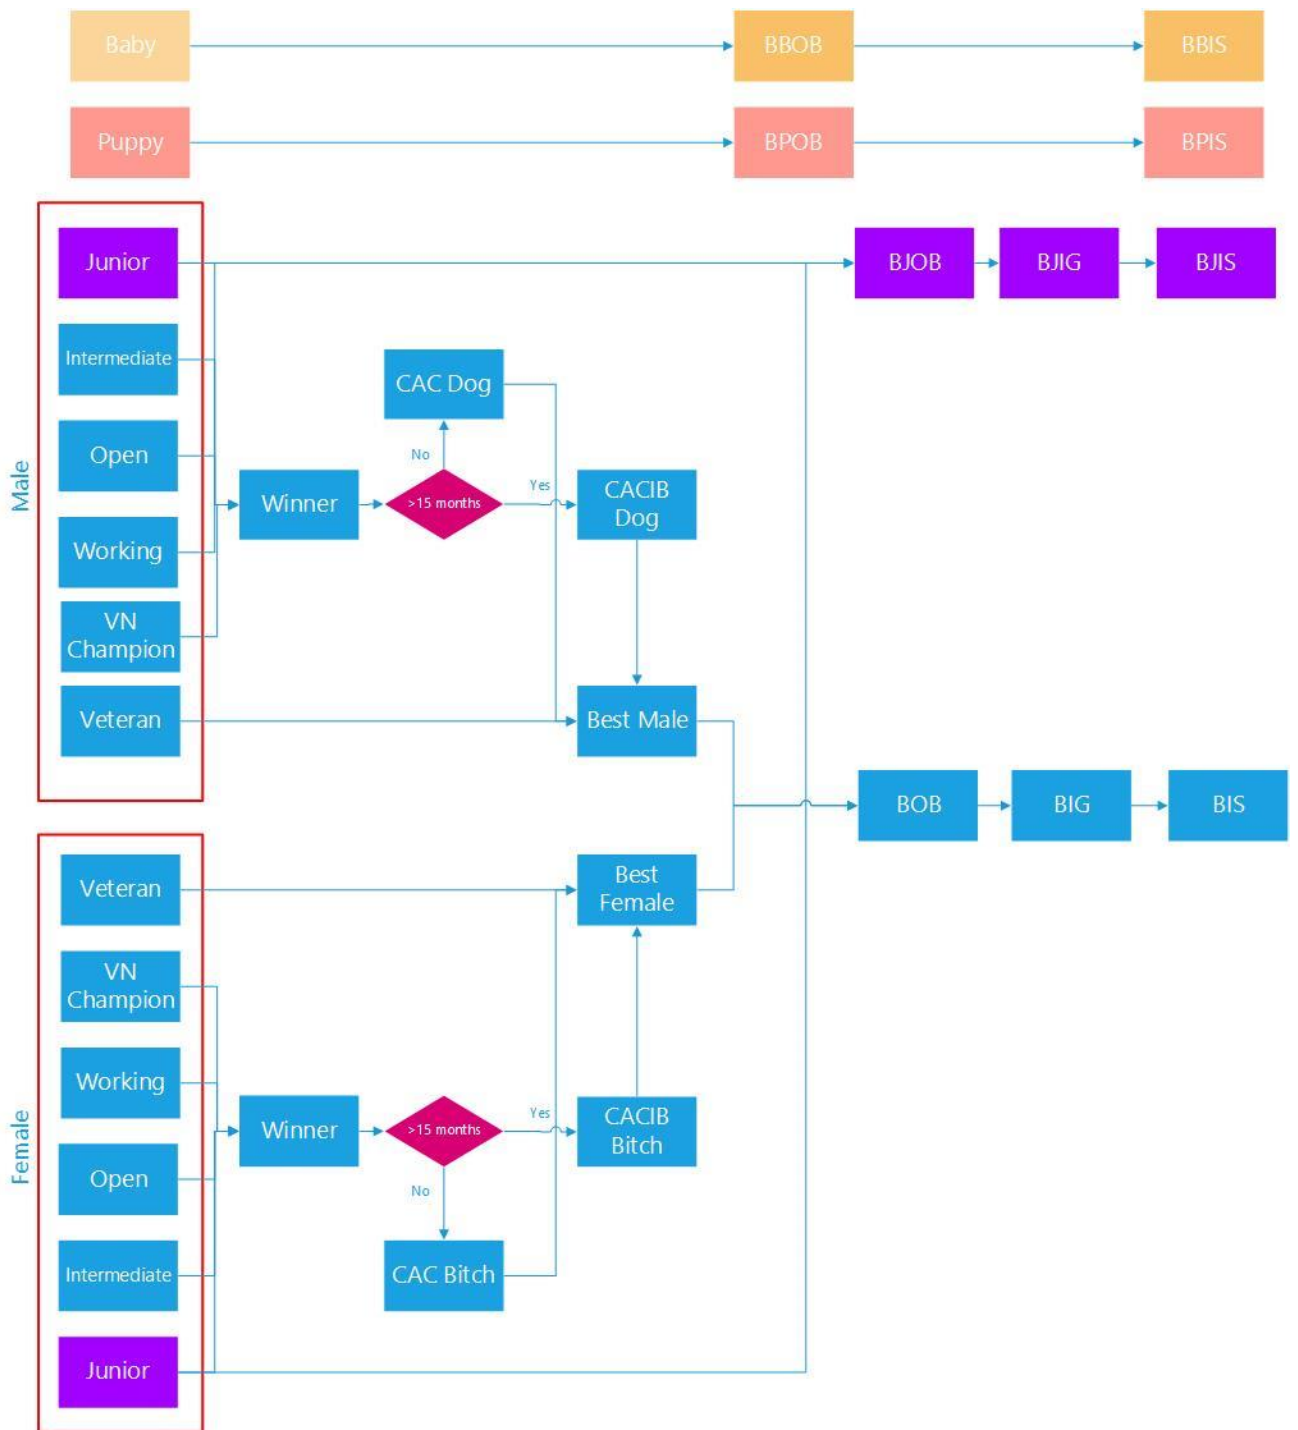 Baby
BBOB
BBIS
Puppy
BPOB
BPIS
Male
Junior
BJOB
BJIG
BJIS
Intermediate
CAC Dog
Open
No
Winner
>15 months
Yes
CACIB
Dog
Working
VN
Champion
Veteran
Best Male
BOB
BIG
BIS
Female
Veteran
Best
Female
VN
Champion
Working
Winner
>15 months
Yes
CACIB
Bitch
Open
No
Intermediate
CAC Bitch
Junior